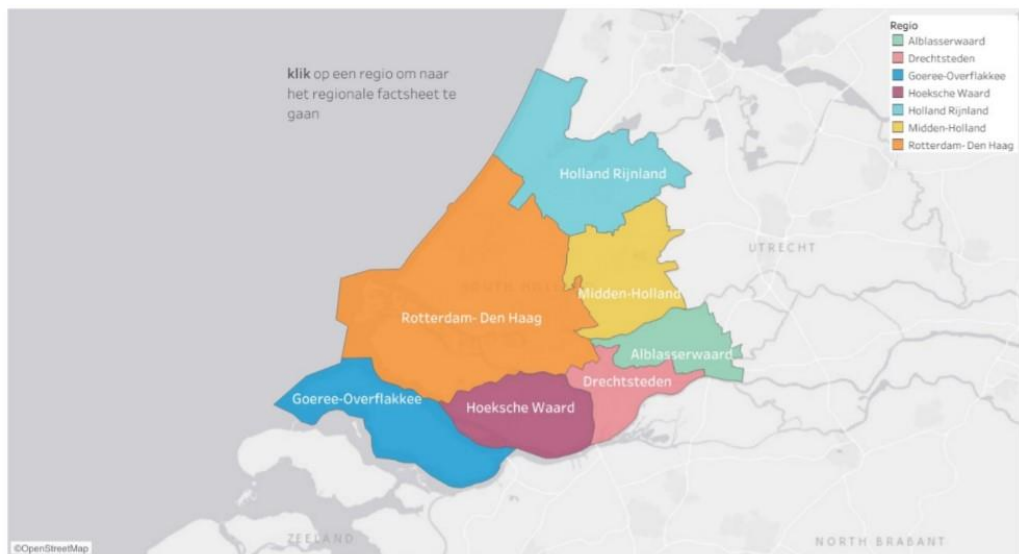 klik op een regio om naar
het regionale factsheet te
gaan
Regio
Alblasserwaard
Drechtsteden
Goeree-Overflakkee
Hoeksche Waard
Holland Rijnland
Midden-Holland
Rotterdam- Den Haag
Holland Rijnland
UTRECHT
Midden-Holland
Rotterdam- Den Haag
Alblasserwaard
Drechtsteden
Goeree-Overflakkee
Hoeksche Waard
ZEELAND
NORTH BRABANT
©OpenStreetMap